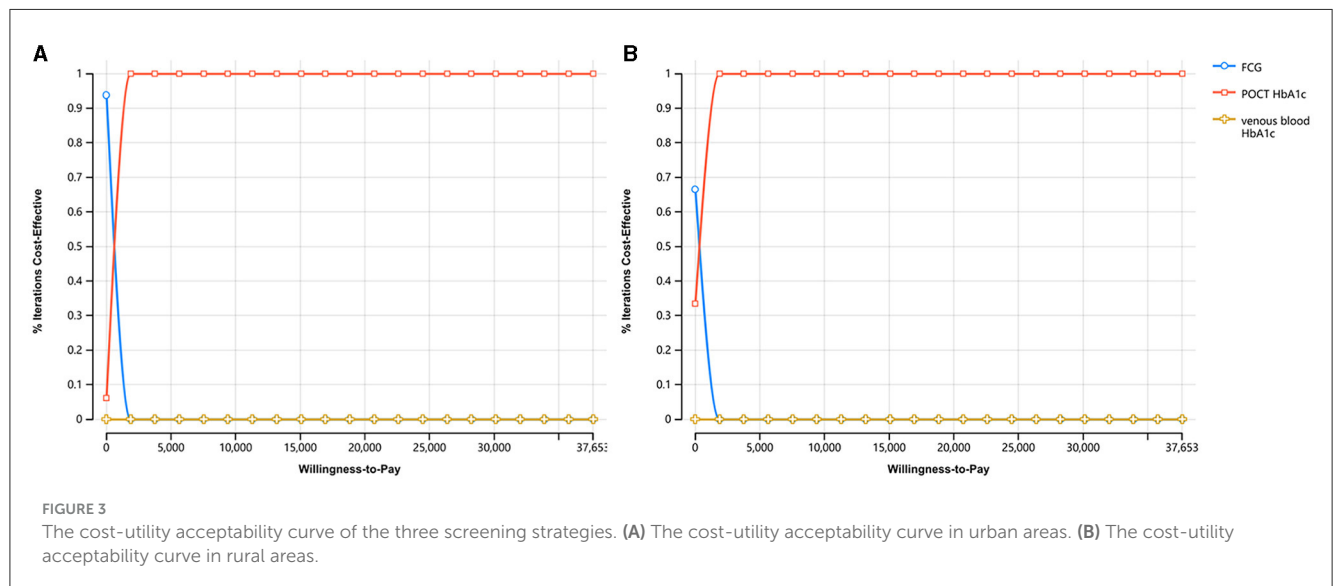 A
B
FCG
POCT HbA1c
venous blood
HbA1c
% Iterations Cost-Effective
1
0.9
0.8
0.7
0.6
0.5
0.4
0.3
0.2
0.1
0
0
5,000
10,000
15,000
20,000
25,000
30,000
37,653
Willingness-to-Pay
% Iterations Cost-Effective
1
0.9
0.8
0.7
0.6
0.5
0.4
0.3
0.2
0.1
0
0
5,000
10,000
15,000
20,000
25,000
30,000
37,653
Willingness-to-Pay
FIGURE 3
The cost-utility acceptability curve of the three screening strategies. (A) The cost-utility acceptability curve in urban areas. (B) The cost-utility
acceptability curve in rural areas.